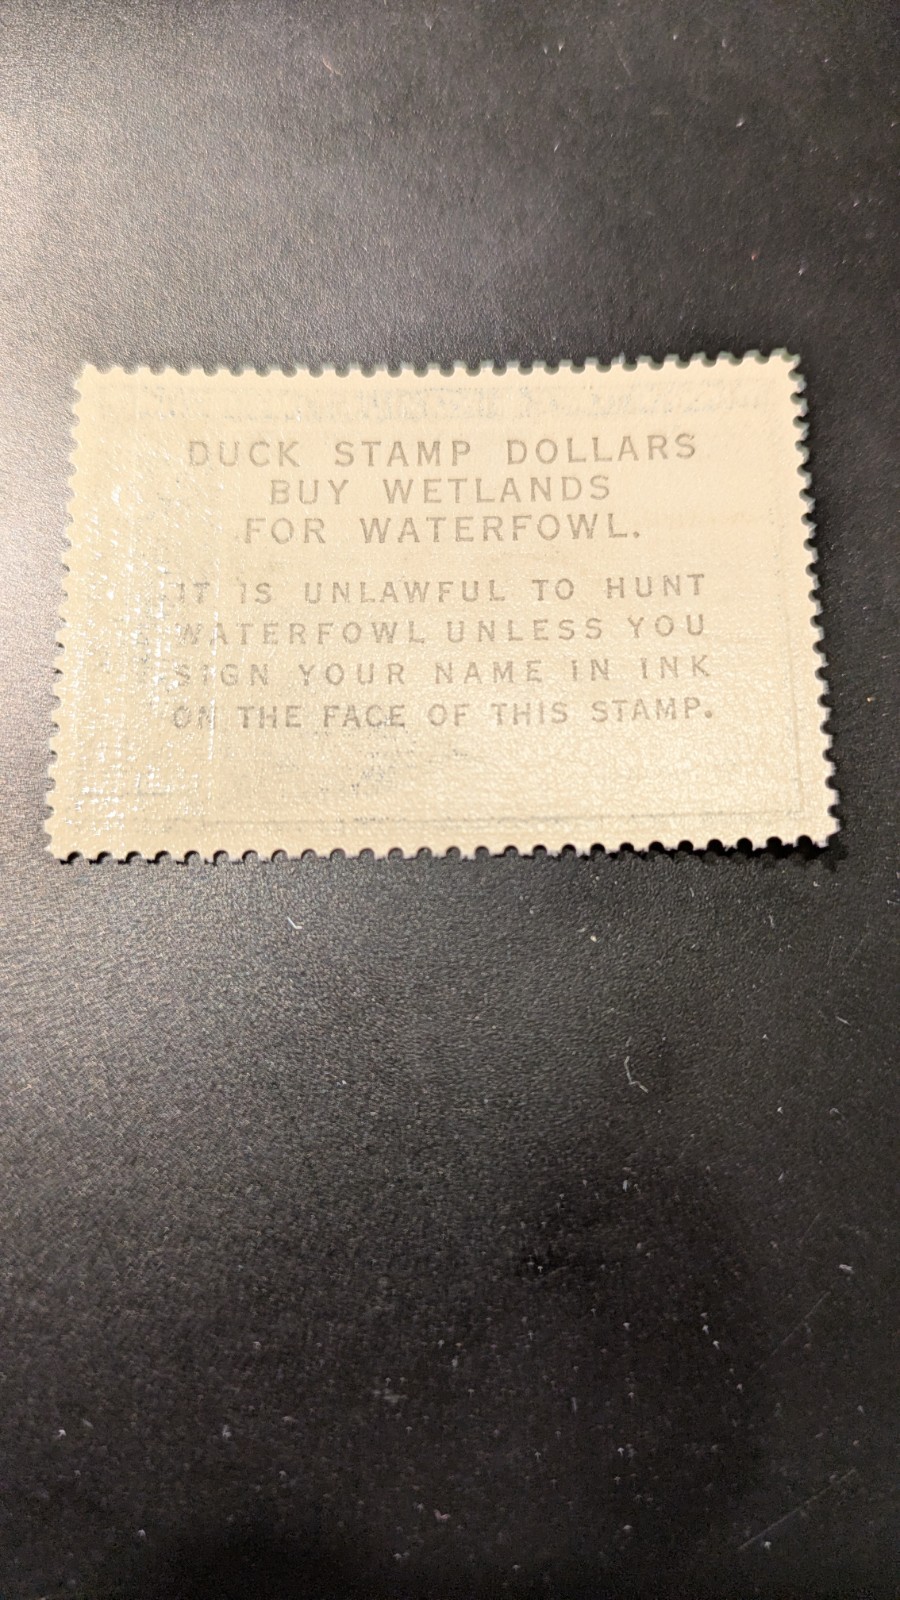 DUCK STAMP DOLLARS
BUY WETLANDS
FOR WATERFOWL.
IT IS UNLAWFUL TO HUNT
WATERFOWL UNLESS YOU
SIGN YOUR NAME IN INK
ON THE FACE OF THIS STAMP.